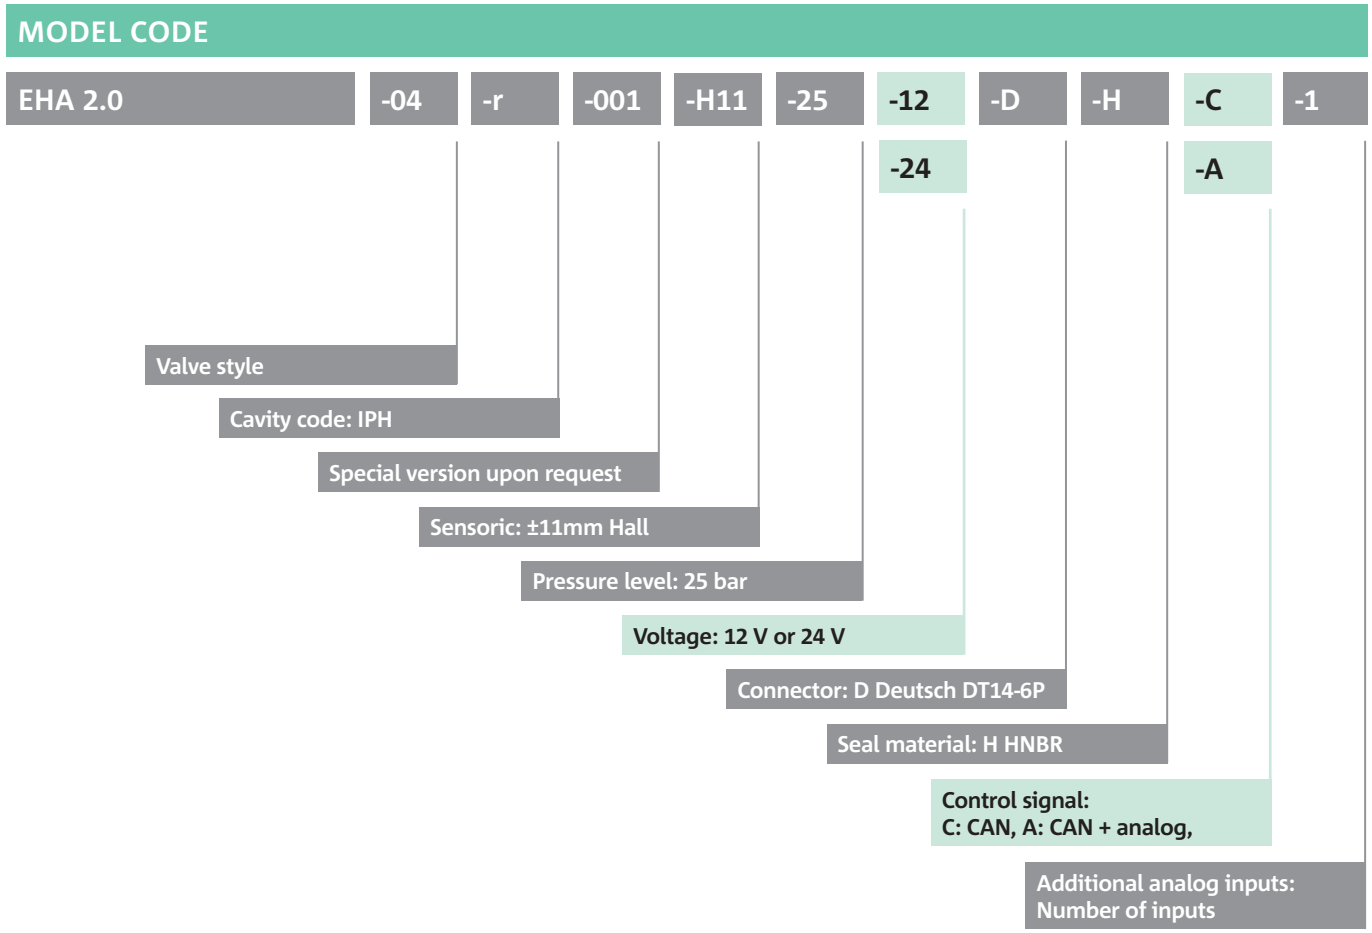 MODEL CODE
EHA 2.0 -04 -r -001 -H11 -25 -12 -D -H -C -1
-24 -A
Valve style
Cavity code: IPH
Special version upon request
Sensoric: ±11mm Hall
Pressure level: 25 bar
Voltage: 12 V or 24 V
Connector: D Deutsch DT14-6P
Seal material: H HNBR
Control signal:
C: CAN, A: CAN + analog,
Additional analog inputs:
Number of inputs